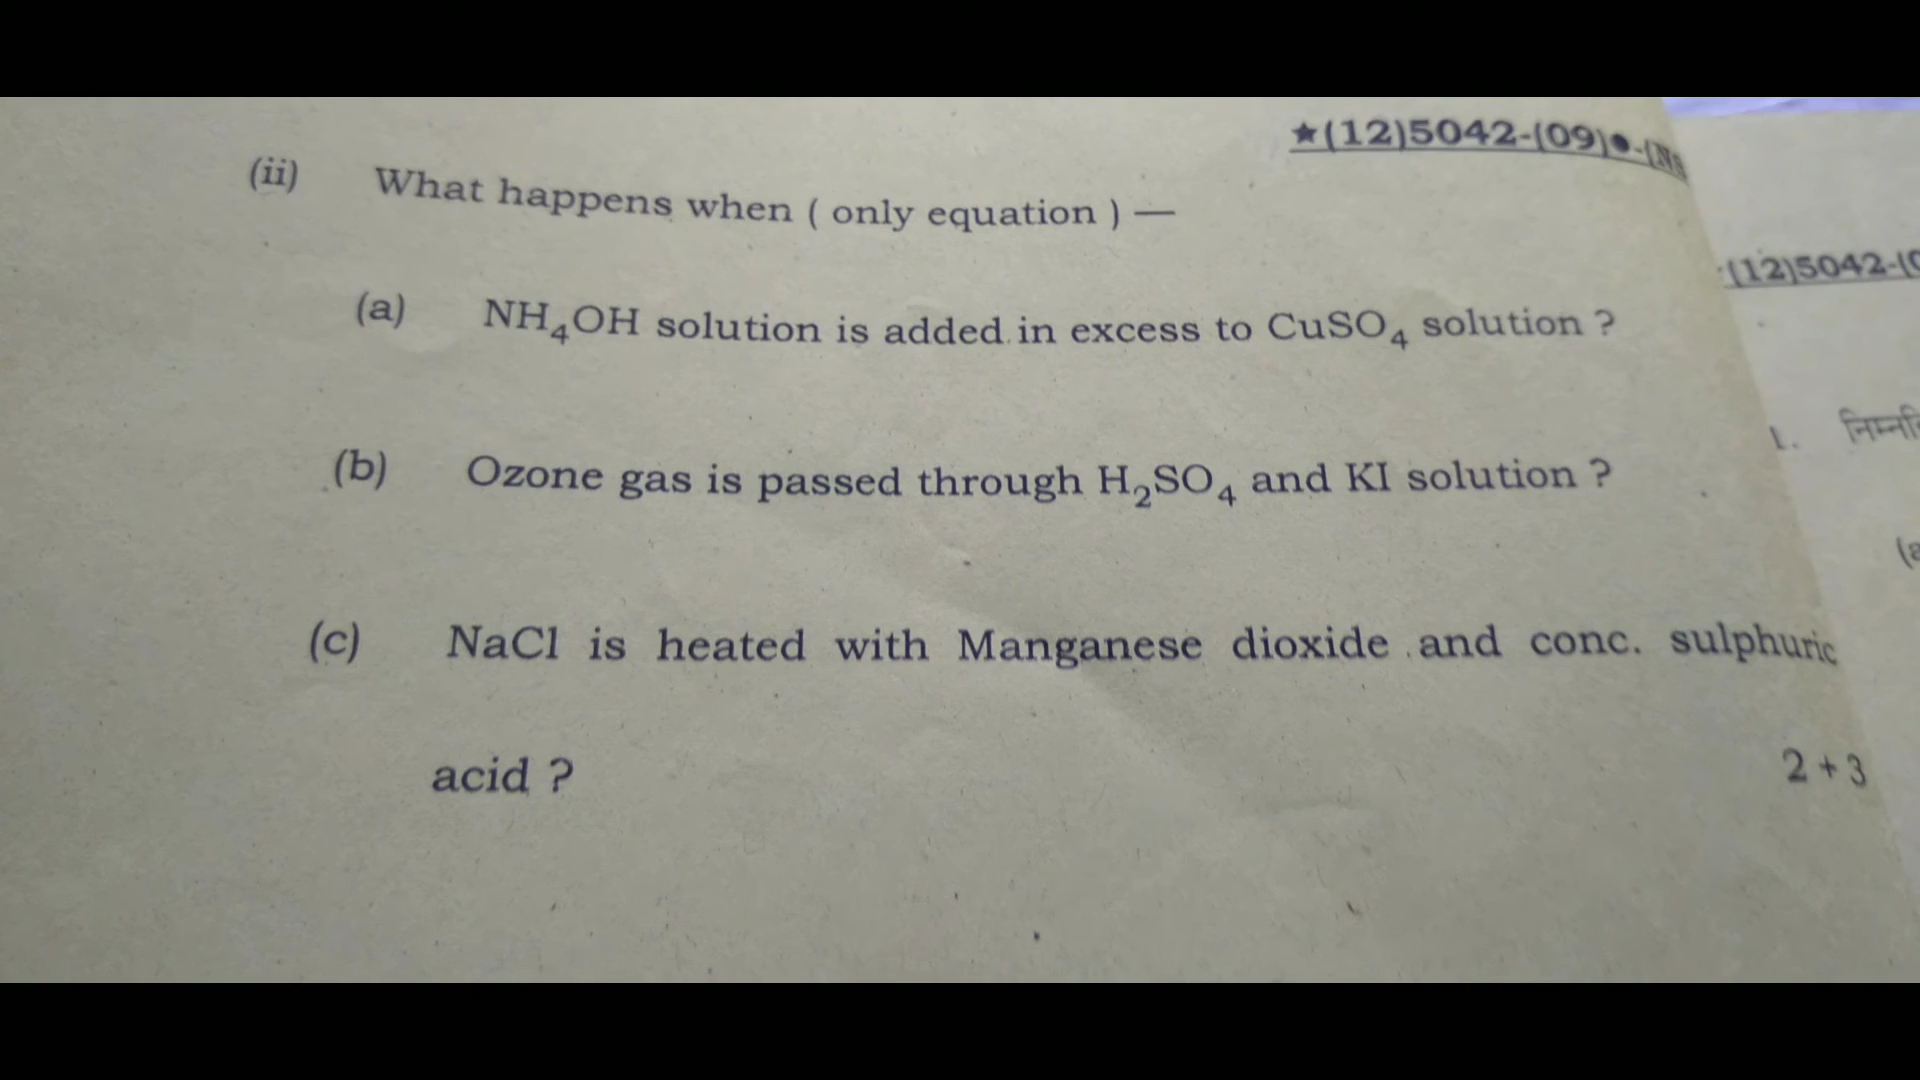 ★(12)5042-(09)●-(N
(ii) What happens when ( only equation ) —
(12)5042-(
(a) NH₄OH solution is added in excess to CuSO₄ solution ?
1.
(b) Ozone gas is passed through H₂SO₄ and KI solution ?
(c) NaCl is heated with Manganese dioxide and conc. sulphuric
acid ? 2 + 3